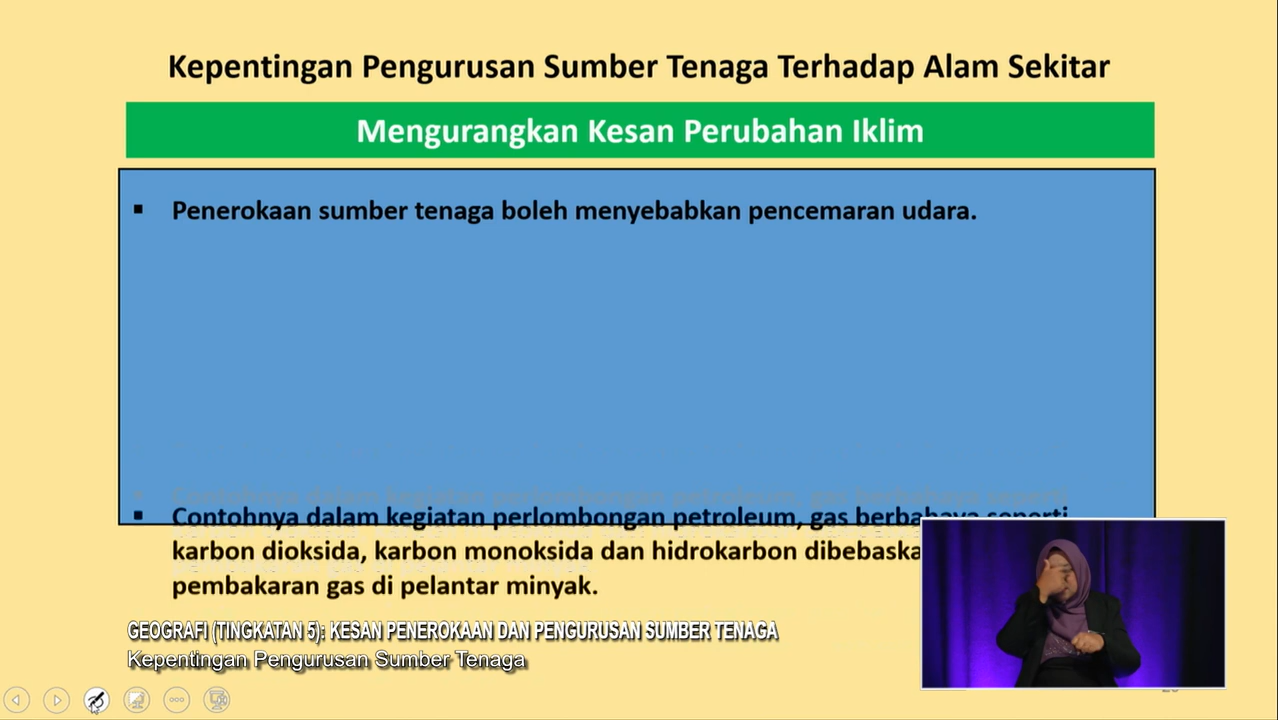 Kepentingan Pengurusan Sumber Tenaga Terhadap Alam Sekitar
Mengurangkan Kesan Perubahan Iklim
▪ Penerokaan sumber tenaga boleh menyebabkan pencemaran udara.
▪ Contohnya dalam kegiatan perlombongan petroleum, gas berbahaya seperti
karbon dioksida, karbon monoksida dan hidrokarbon dibebaska
pembakaran gas di pelantar minyak.
GEOGRAFI (TINGKATAN 5): KESAN PENEROKAAN DAN PENGURUSAN SUMBER TENAGA
Kepentingan Pengurusan Sumber Tenaga